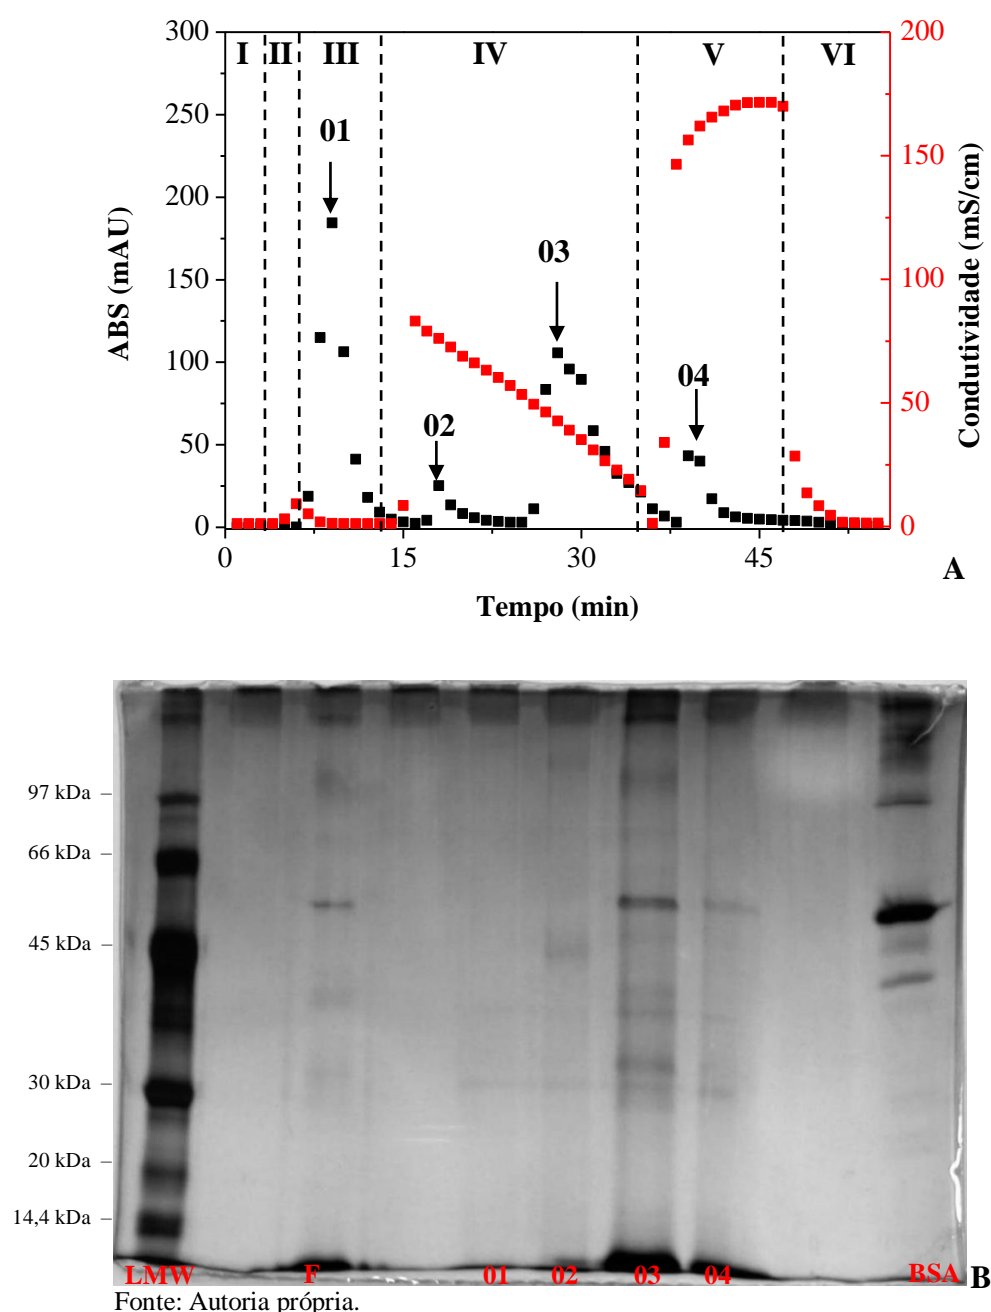 300
250
200
150
100
50
0
ABS (mAU)
I II III IV V VI
01
02
03
04
200
150
100
50
0
Condutividade (mS/cm)
0 15 30 45
Tempo (min)
A
97 kDa
66 kDa
45 kDa
30 kDa
20 kDa
14,4 kDa
LMW F 01 02 03 04 BSA
B
Fonte: Autoria própria.